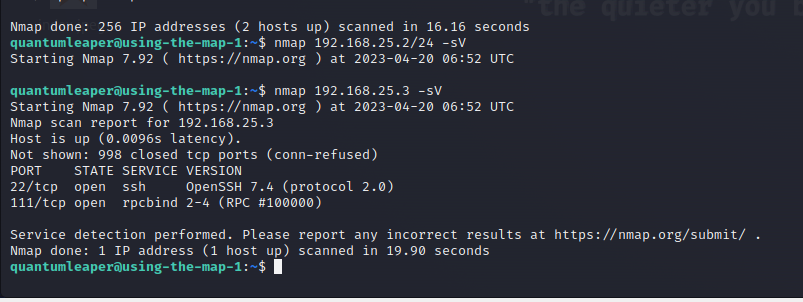 "the quieter you b
Nmap done: 256 IP addresses (2 hosts up) scanned in 16.16 seconds
quantumleaper@using-the-map-1:~$ nmap 192.168.25.2/24 -sV
Starting Nmap 7.92 ( https://nmap.org ) at 2023-04-20 06:52 UTC
quantumleaper@using-the-map-1:~$ nmap 192.168.25.3 -sV
Starting Nmap 7.92 ( https://nmap.org ) at 2023-04-20 06:52 UTC
Nmap scan report for 192.168.25.3
Host is up (0.0096s latency).
Not shown: 998 closed tcp ports (conn-refused)
PORT    STATE SERVICE VERSION
22/tcp  open  ssh     OpenSSH 7.4 (protocol 2.0)
111/tcp open  rpcbind 2-4 (RPC #100000)
Service detection performed. Please report any incorrect results at https://nmap.org/submit/ .
Nmap done: 1 IP address (1 host up) scanned in 19.90 seconds
quantumleaper@using-the-map-1:~$